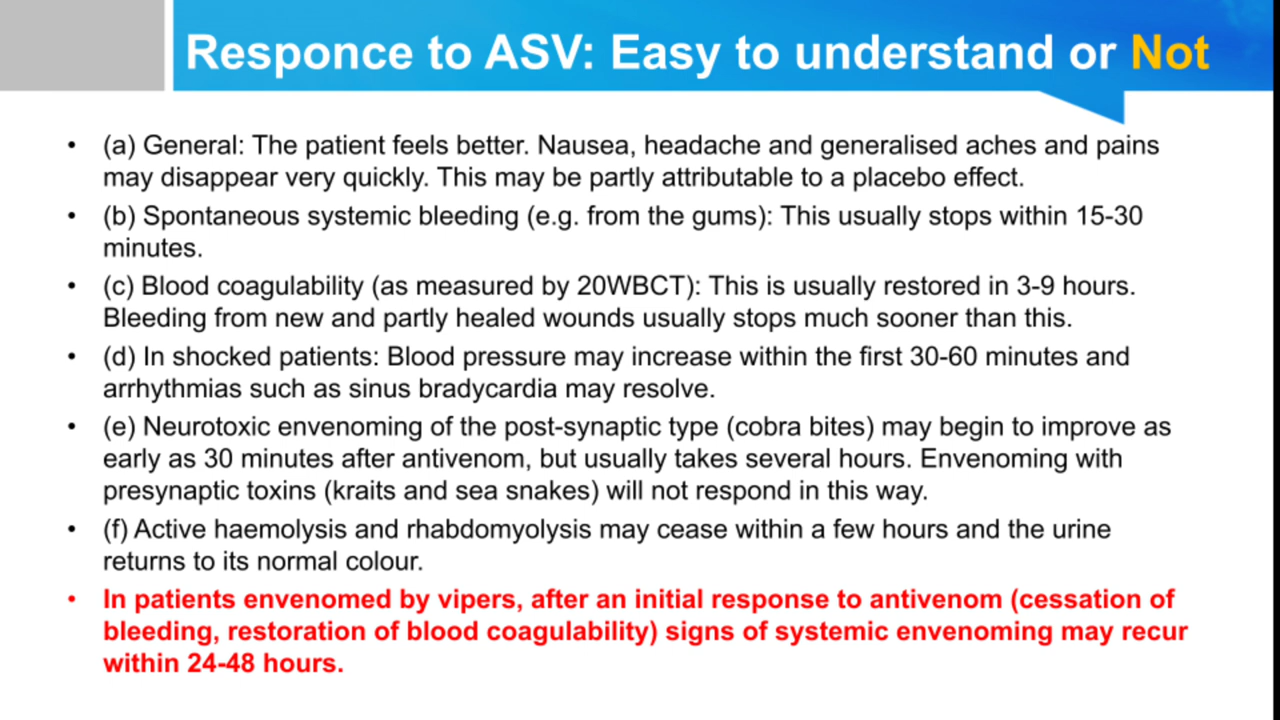 Responce to ASV: Easy to understand or Not
• (a) General: The patient feels better. Nausea, headache and generalised aches and pains
may disappear very quickly. This may be partly attributable to a placebo effect.
• (b) Spontaneous systemic bleeding (e.g. from the gums): This usually stops within 15-30
minutes.
• (c) Blood coagulability (as measured by 20WBCT): This is usually restored in 3-9 hours.
Bleeding from new and partly healed wounds usually stops much sooner than this.
• (d) In shocked patients: Blood pressure may increase within the first 30-60 minutes and
arrhythmias such as sinus bradycardia may resolve.
• (e) Neurotoxic envenoming of the post-synaptic type (cobra bites) may begin to improve as
early as 30 minutes after antivenom, but usually takes several hours. Envenoming with
presynaptic toxins (kraits and sea snakes) will not respond in this way.
• (f) Active haemolysis and rhabdomyolysis may cease within a few hours and the urine
returns to its normal colour.
• In patients envenomed by vipers, after an initial response to antivenom (cessation of
bleeding, restoration of blood coagulability) signs of systemic envenoming may recur
within 24-48 hours.